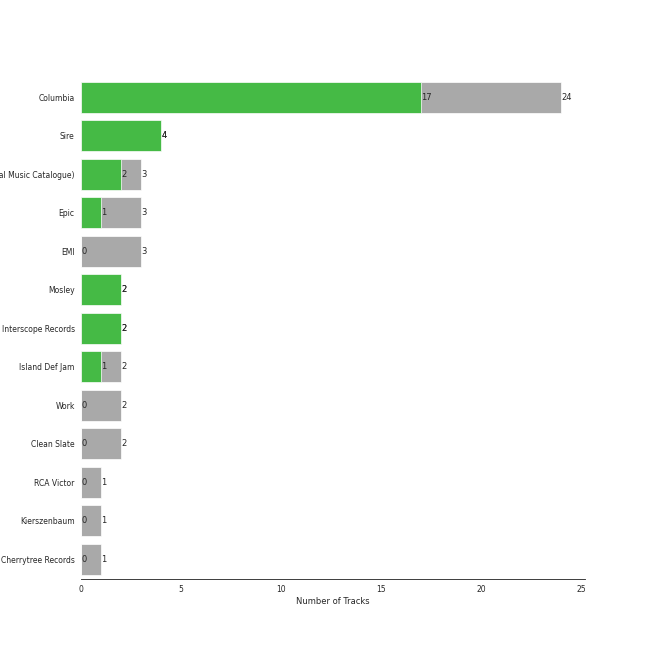 Columbia 17 24
Sire 4
al Music Catalogue) 2 3
Epic 1 3
EMI 0 3
Mosley 2
Interscope Records 2
Island Def Jam 1 2
Work 0 2
Clean Slate 0 2
RCA Victor 0 1
Kierszenbaum 0 1
Cherrytree Records 0 1
0 5 10 15 20 25
Number of Tracks